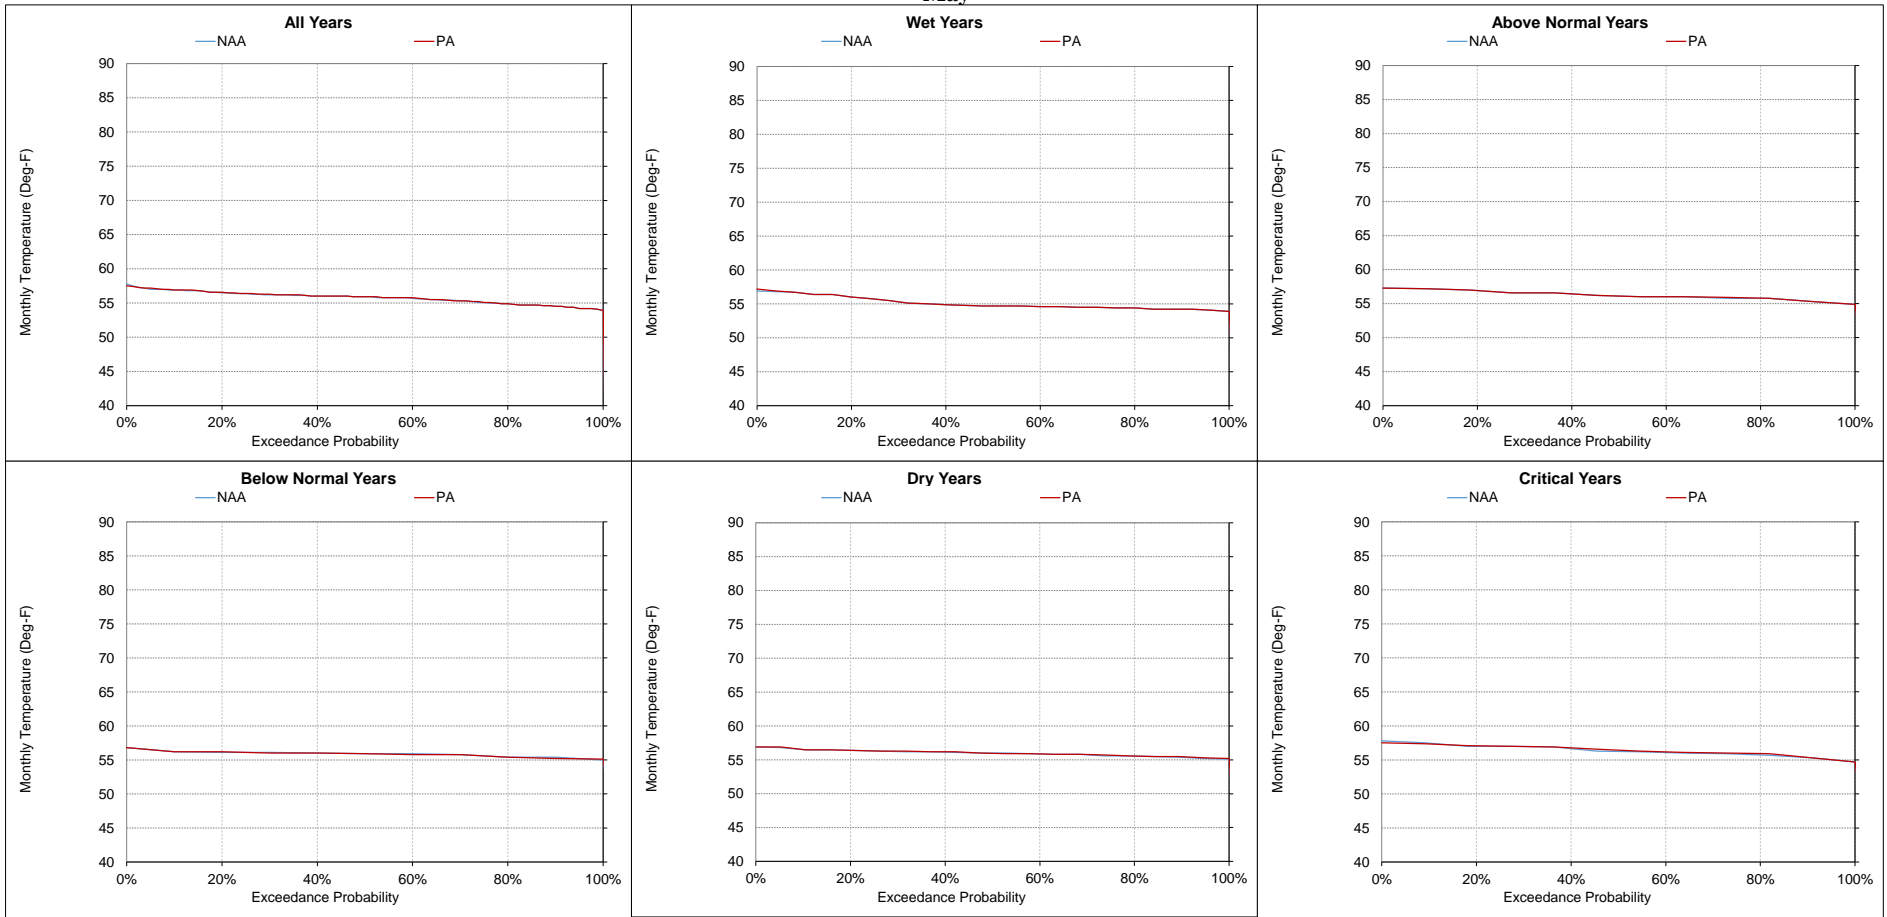 May
All Years
NAA PA
90
85
80
75
70
65
60
55
50
45
40
Monthly Temperature (Deg-F)
0% 20% 40% 60% 80% 100%
Exceedance Probability
Wet Years
NAA PA
90
85
80
75
70
65
60
55
50
45
40
Monthly Temperature (Deg-F)
0% 20% 40% 60% 80% 100%
Exceedance Probability
Above Normal Years
NAA PA
90
85
80
75
70
65
60
55
50
45
40
Monthly Temperature (Deg-F)
0% 20% 40% 60% 80% 100%
Exceedance Probability
Below Normal Years
NAA PA
90
85
80
75
70
65
60
55
50
45
40
Monthly Temperature (Deg-F)
0% 20% 40% 60% 80% 100%
Exceedance Probability
Dry Years
NAA PA
90
85
80
75
70
65
60
55
50
45
40
Monthly Temperature (Deg-F)
0% 20% 40% 60% 80% 100%
Exceedance Probability
Critical Years
NAA PA
90
85
80
75
70
65
60
55
50
45
40
Monthly Temperature (Deg-F)
0% 20% 40% 60% 80% 100%
Exceedance Probability